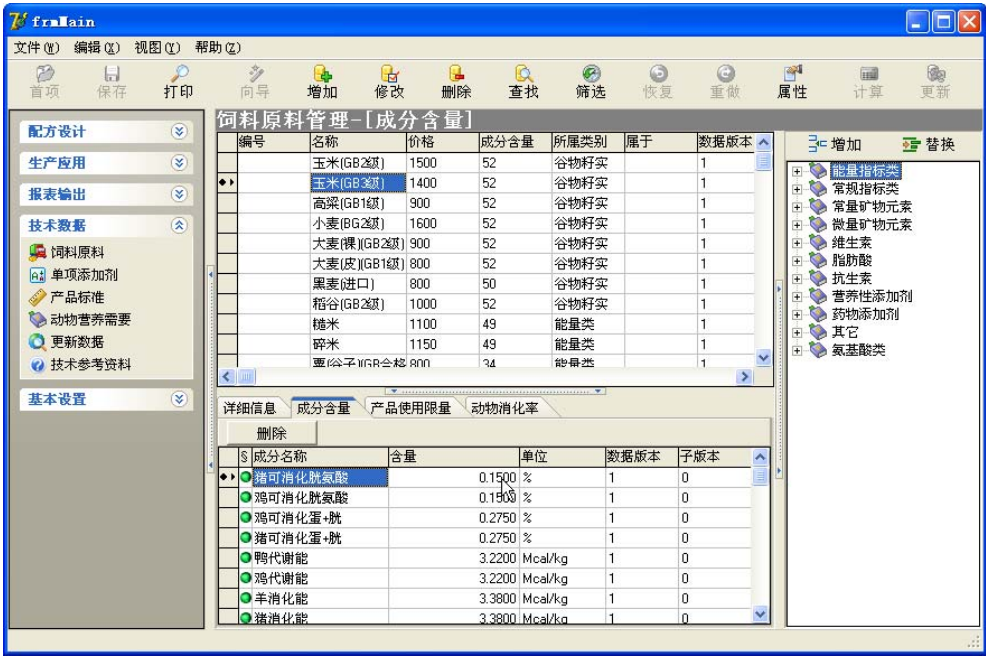 frmMain
文件(W) 编辑(X) 视图(Y) 帮助(Z)
首项 保存 打印 向导 增加 修改 删除 查找 筛选 恢复 重做 属性 计算 更新
配方设计
生产应用
报表输出
技术数据
饲料原料
单项添加剂
产品标准
动物营养需要
更新数据
技术参考资料
基本设置
饲料原料管理-[成分含量]
编号 名称 价格 成分含量 所属类别 属于 数据版本
玉米(GB2级) 1500 52 谷物籽实 1
玉米(GB3级) 1400 52 谷物籽实 1
高粱(GB1级) 900 52 谷物籽实 1
小麦(BG2级) 1600 52 谷物籽实 1
大麦(裸)(GB2级) 900 52 谷物籽实 1
大麦(皮)(GB1级) 800 52 谷物籽实 1
黑麦(进口) 800 50 谷物籽实 1
稻谷(GB2级) 1000 52 谷物籽实 1
糙米 1100 49 能量类 1
碎米 1150 49 能量类 1
粟(谷子)(GB合格 800 34 能量类 1
详细信息 成分含量 产品使用限量 动物消化率
删除
§ 成分名称 含量 单位 数据版本 子版本
猪可消化胱氨酸 0.1500 % 1 0
鸡可消化胱氨酸 0.1500 % 1 0
鸡可消化蛋+胱 0.2750 % 1 0
猪可消化蛋+胱 0.2750 % 1 0
鸭代谢能 3.2200 Mcal/kg 1 0
鸡代谢能 3.2200 Mcal/kg 1 0
羊消化能 3.3800 Mcal/kg 1 0
猪消化能 3.3800 Mcal/kg 1 0
增加 替换
能量指标类
常规指标类
常量矿物元素
微量矿物元素
维生素
脂肪酸
抗生素
营养性添加剂
药物添加剂
其它
氨基酸类